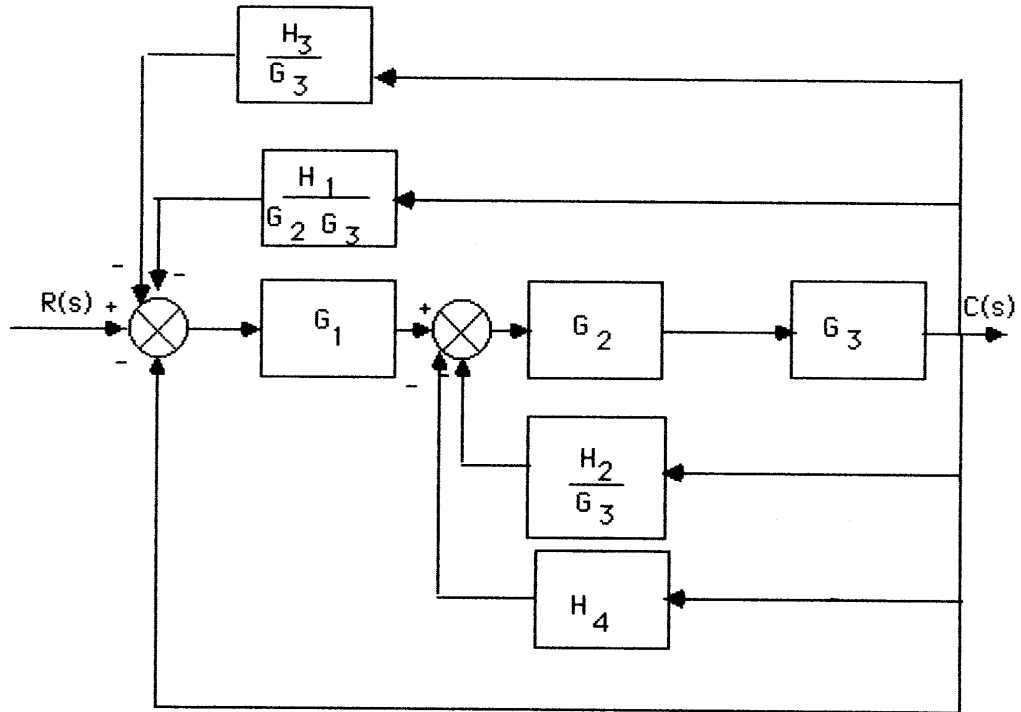 H3
G3
H1
G2 G3
- -
R(s) +
G1
+
G2
G3
C(s)
-
- -
H2
G3
H4